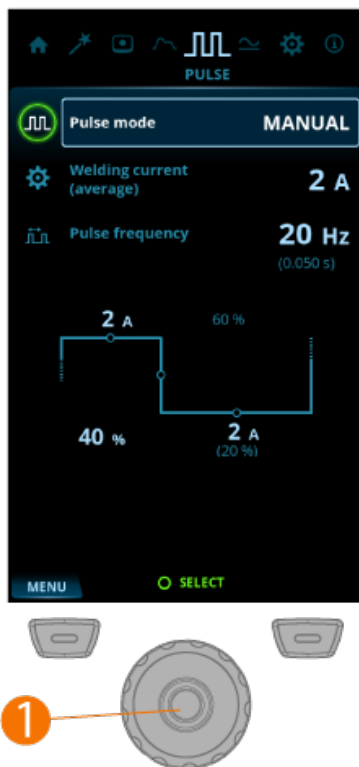 PULSE
Pulse mode MANUAL
Welding current
(average)
2 A
Pulse frequency 20 Hz
(0.050 s)
2 A 60 %
40 % 2 A
(20 %)
MENU SELECT
1